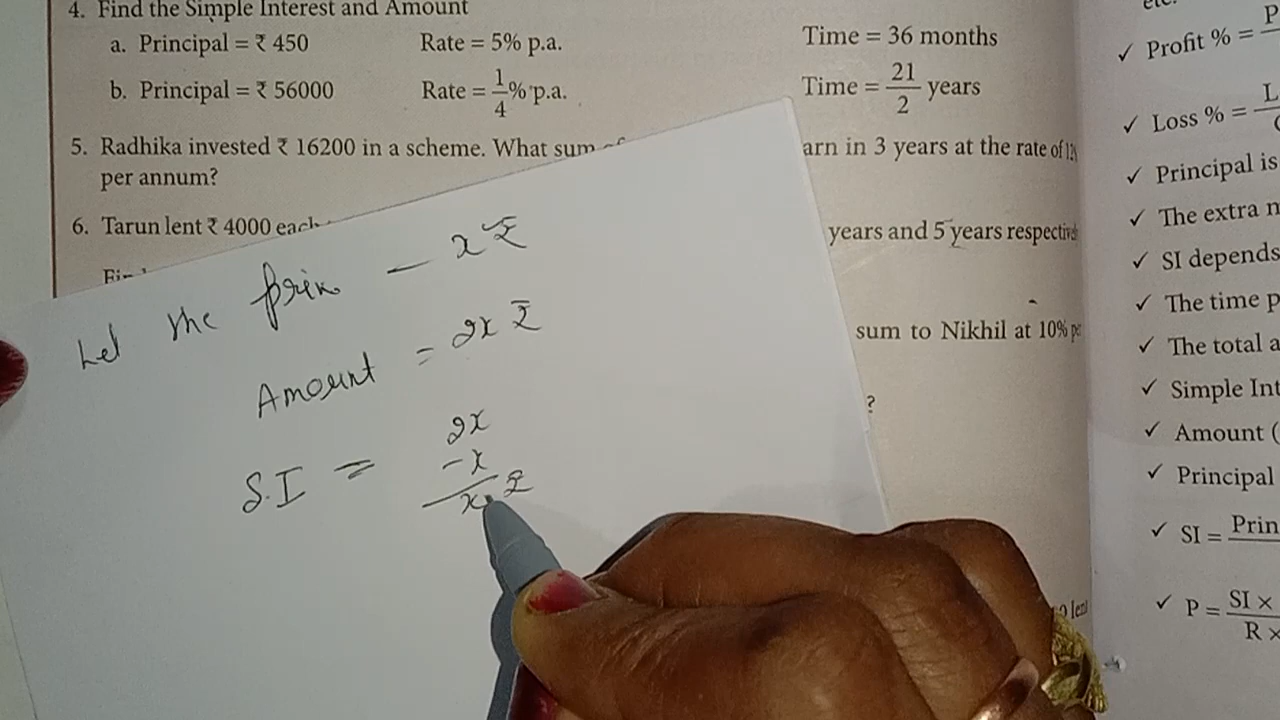 4. Find the Simple Interest and Amount
a. Principal = ₹ 450 Rate = 5% p.a. Time = 36 months
b. Principal = ₹ 56000 Rate = 1/4% p.a. Time = 21/2 years
5. Radhika invested ₹ 16200 in a scheme. What sum arn in 3 years at the rate of 12%
per annum?
6. Tarun lent ₹ 4000 each years and 5 years respectiv
sum to Nikhil at 10% pe
?
Let the prin — x ₹
Amount = 2x ₹
S.I = 2x
-x
x ₹
✓ Profit % = P
✓ Loss % = L
✓ Principal is
✓ The extra n
✓ SI depends
✓ The time p
✓ The total a
✓ Simple Int
✓ Amount (
✓ Principal
✓ SI = Prin
✓ P = SI ×
R ×